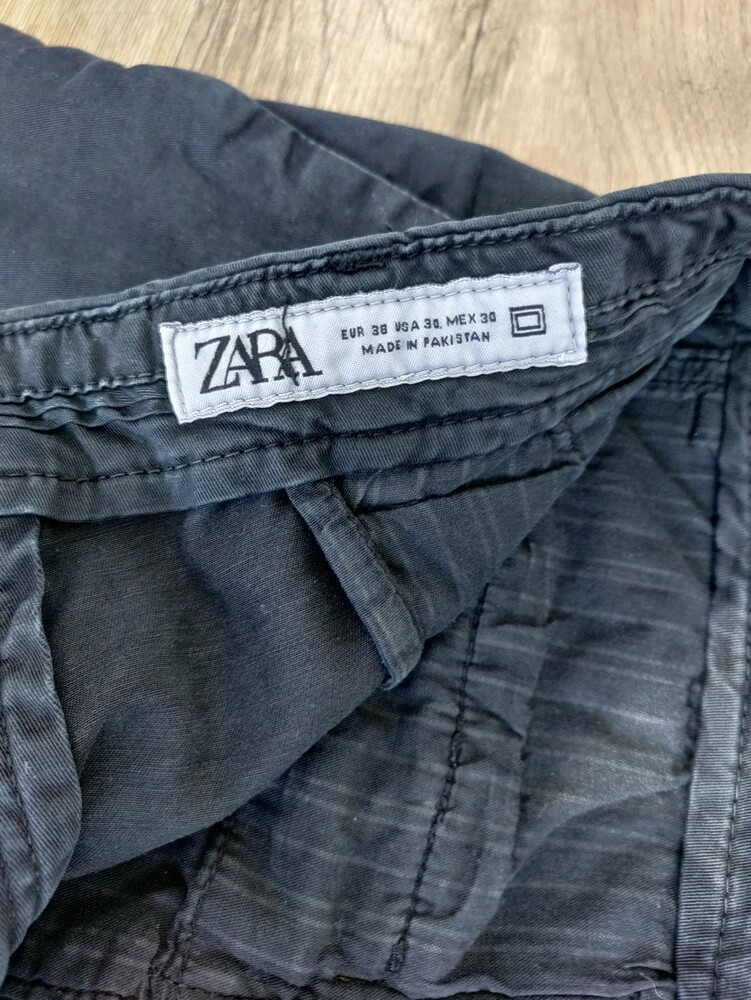 ZARA
EUR 38 USA 30. MEX 30
MADE IN PAKISTAN